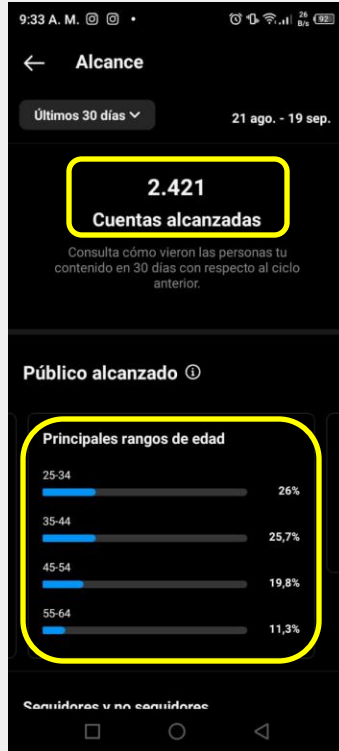 9:33 A. M.
26 B/s 92
Alcance
Últimos 30 días
21 ago. - 19 sep.
2.421
Cuentas alcanzadas
Consulta cómo vieron las personas tu
contenido en 30 días con respecto al ciclo
anterior.
Público alcanzado
Principales rangos de edad
25-34
26%
35-44
25,7%
45-54
19,8%
55-64
11,3%
Seguidores y no seguidores